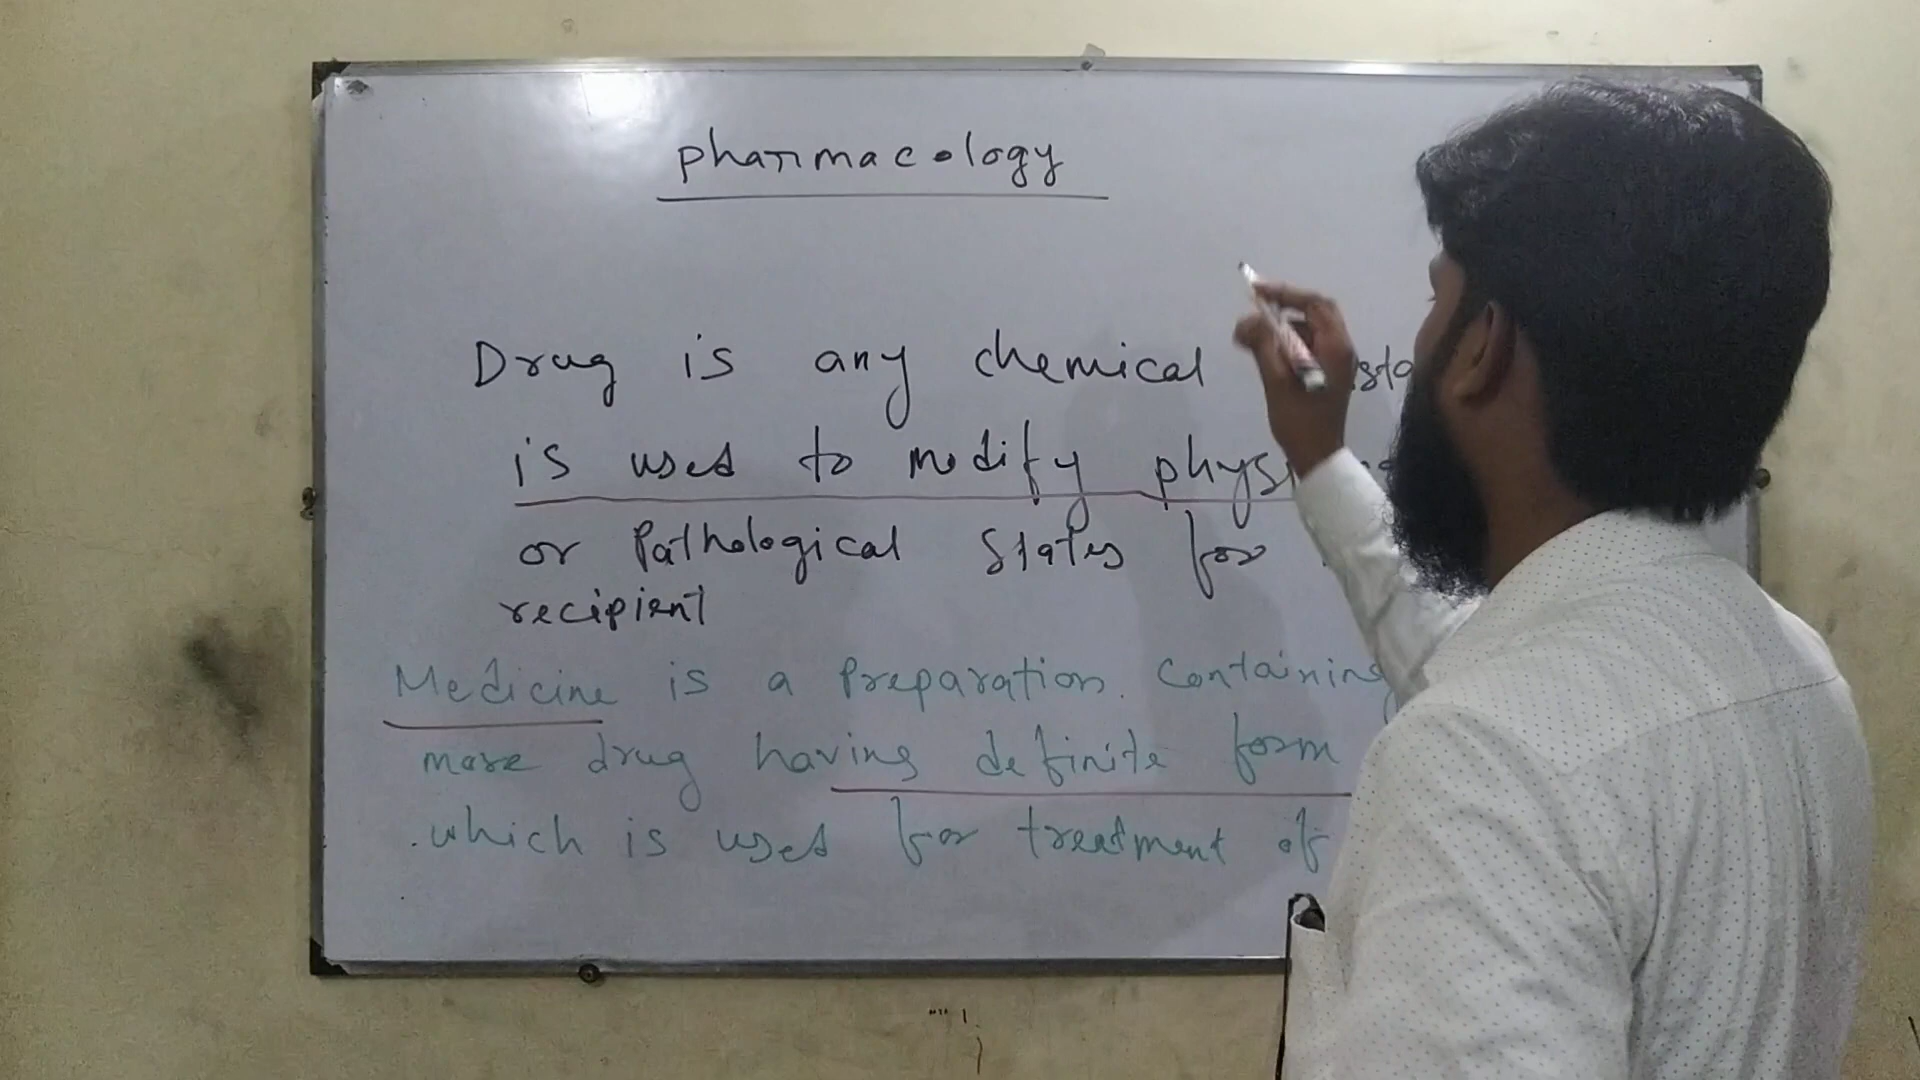 pharmacology
Drug is any chemical
is used to modify
or Pathological States for
recipient
Medicine is a Preparation. Containing
more drug having definite form
.which is used for treatment of